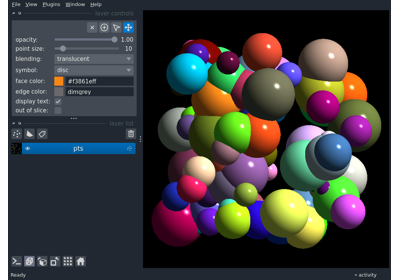 File View Plugins Window Help
layer controls
opacity: 1.00
point size: 10
blending: translucent
symbol: disc
face color: #f3861eff
edge color: dimgrey
display text:
out of slice:
layer list
pts
Ready
activity